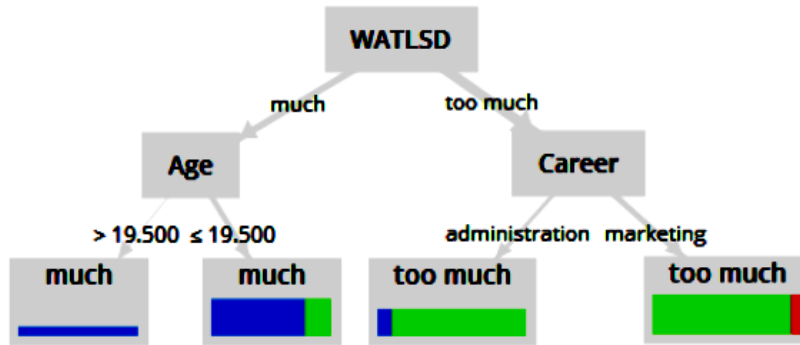 WATLSD
much
too much
Age
Career
> 19.500 ≤ 19.500
administration marketing
much
much
too much
too much